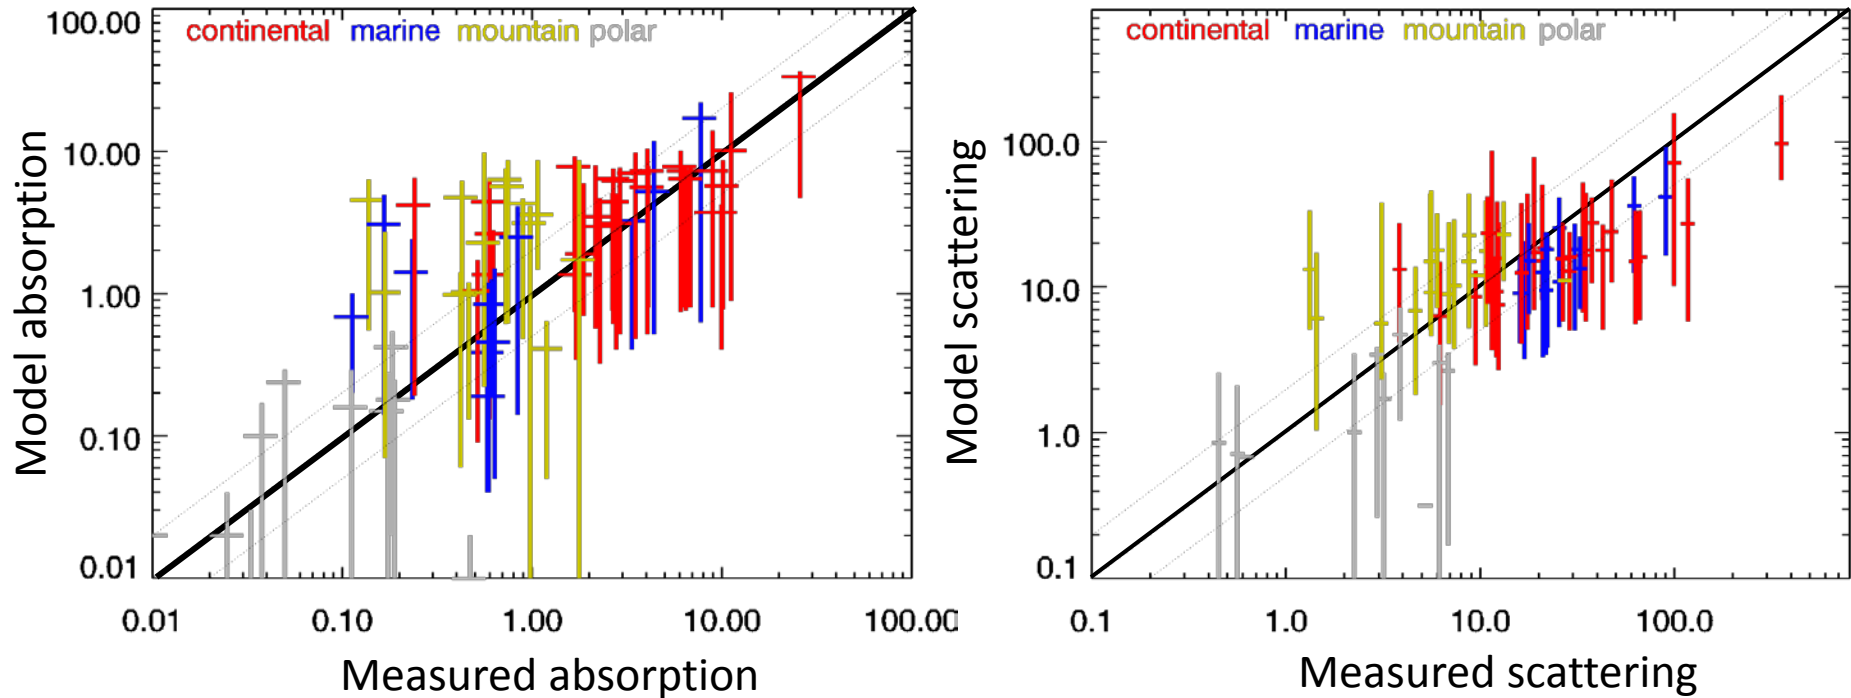 Model absorption
100.00
10.00
1.00
0.10
0.01
continental marine mountain polar
0.01 0.10 1.00 10.00 100.00
Measured absorption
Model scattering
100.0
10.0
1.0
0.1
continental marine mountain polar
0.1 1.0 10.0 100.0
Measured scattering